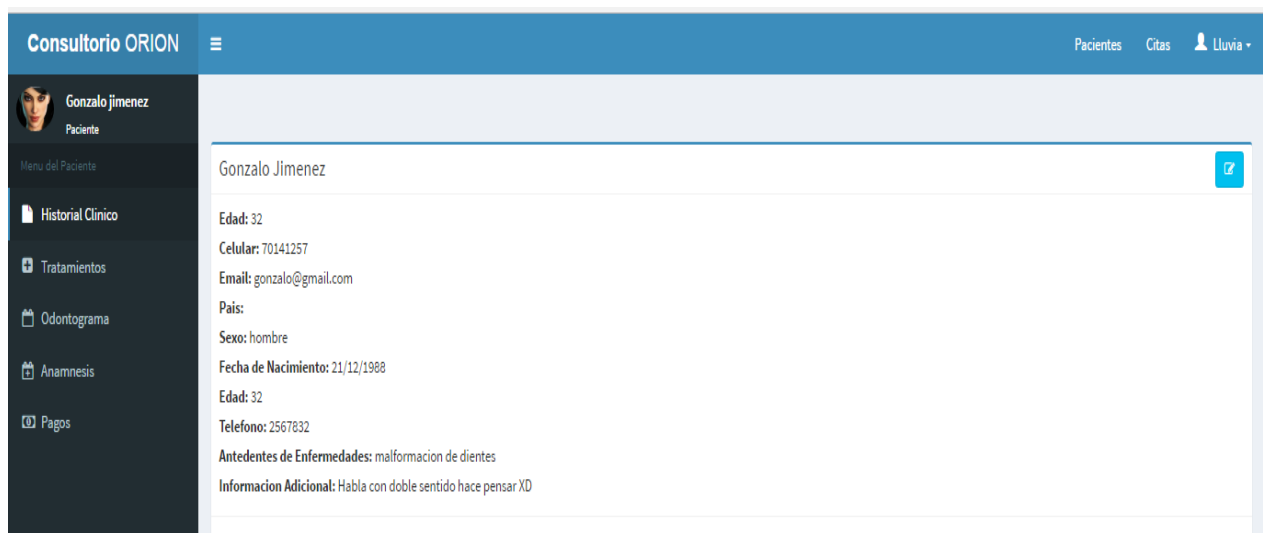 Consultorio ORION
Pacientes Citas Lluvia
Gonzalo jimenez
Paciente
Menu del Paciente
Historial Clinico
Tratamientos
Odontograma
Anamnesis
Pagos
Gonzalo Jimenez
Edad: 32
Celular: 70141257
Email: gonzalo@gmail.com
Pais:
Sexo: hombre
Fecha de Nacimiento: 21/12/1988
Edad: 32
Telefono: 2567832
Antedentes de Enfermedades: malformacion de dientes
Informacion Adicional: Habla con doble sentido hace pensar XD